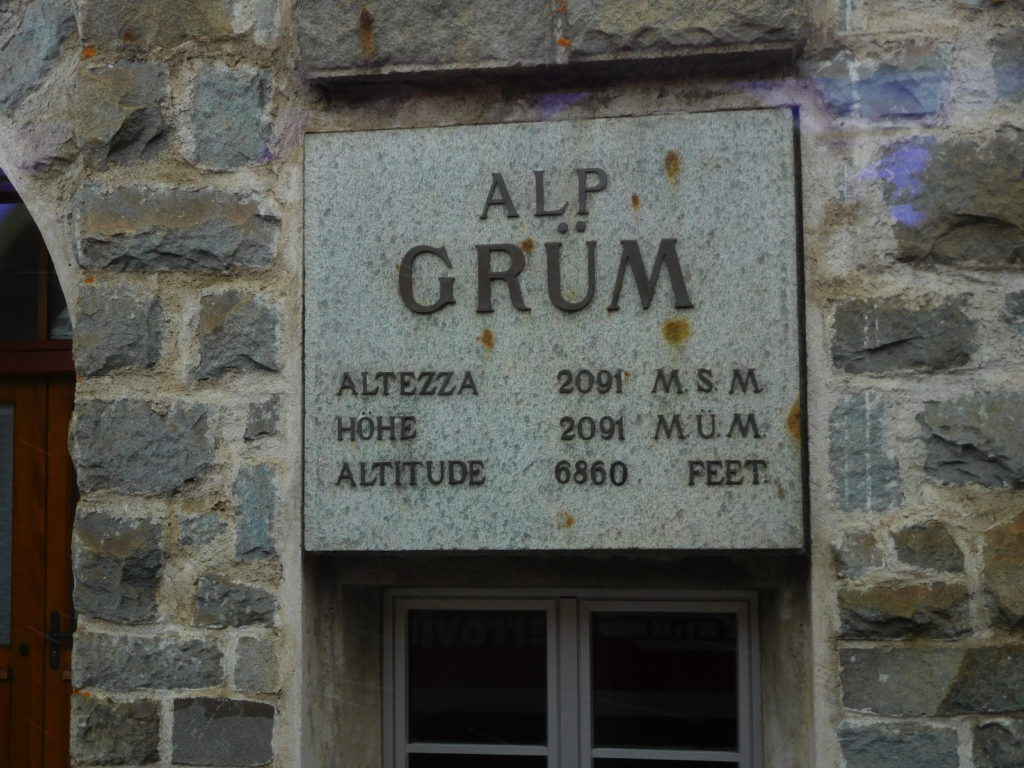 ALP
GRÜM
ALTEZZA 2091 M.S.M.
HÖHE 2091 M.Ü.M.
ALTITUDE 6860 FEET.